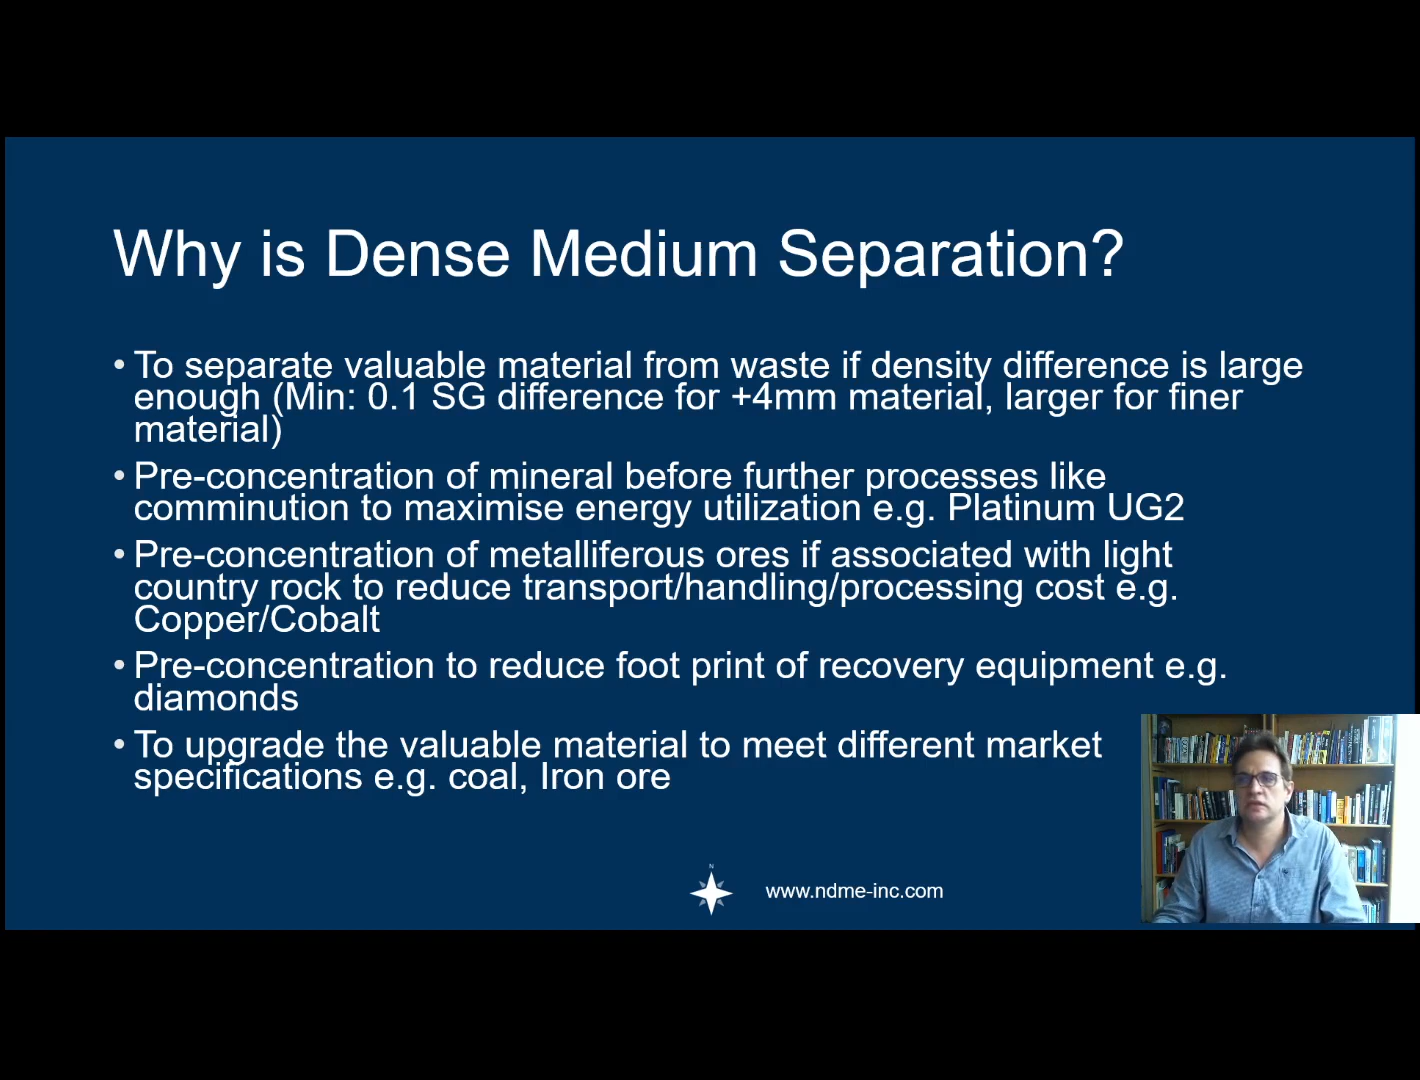 Why is Dense Medium Separation?
• To separate valuable material from waste if density difference is large
enough (Min: 0.1 SG difference for +4mm material, larger for finer
material)
• Pre-concentration of mineral before further processes like
comminution to maximise energy utilization e.g. Platinum UG2
• Pre-concentration of metalliferous ores if associated with light
country rock to reduce transport/handling/processing cost e.g.
Copper/Cobalt
• Pre-concentration to reduce foot print of recovery equipment e.g.
diamonds
• To upgrade the valuable material to meet different market
specifications e.g. coal, Iron ore
N
www.ndme-inc.com